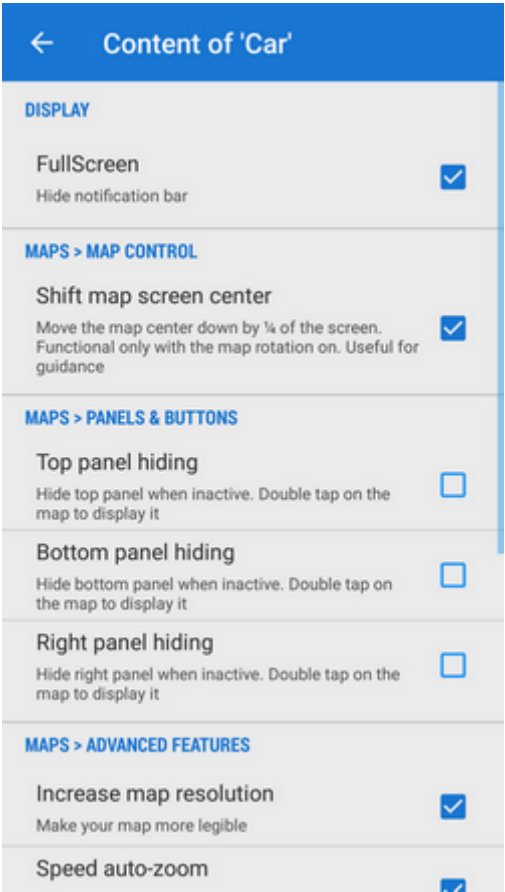 Content of 'Car'
DISPLAY
FullScreen
Hide notification bar
MAPS > MAP CONTROL
Shift map screen center
Move the map center down by ¼ of the screen.
Functional only with the map rotation on. Useful for
guidance
MAPS > PANELS & BUTTONS
Top panel hiding
Hide top panel when inactive. Double tap on the
map to display it
Bottom panel hiding
Hide bottom panel when inactive. Double tap on
the map to display it
Right panel hiding
Hide right panel when inactive. Double tap on the
map to display it
MAPS > ADVANCED FEATURES
Increase map resolution
Make your map more legible
Speed auto-zoom